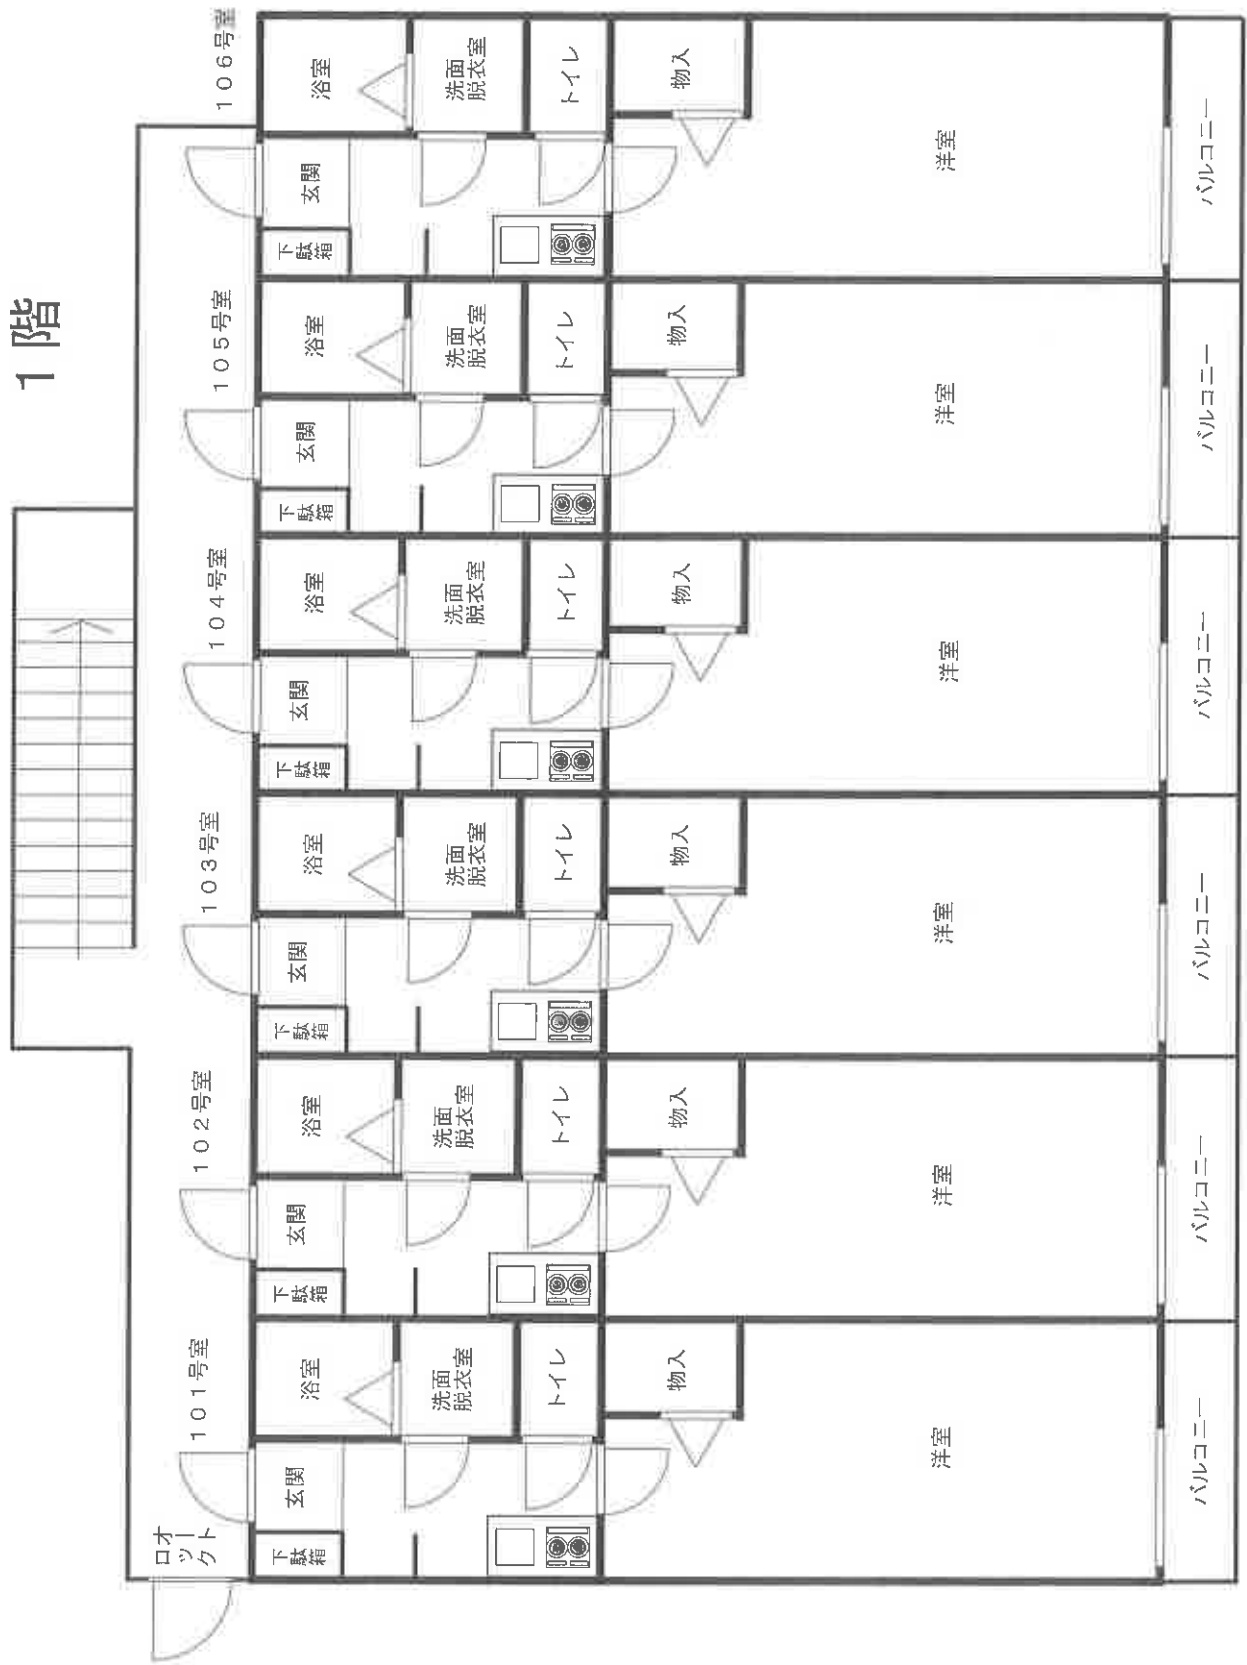 1階
オート
ロック
101号室
下駄箱
玄関
浴室
洗面
脱衣室
トイレ
物入
洋室
バルコニー
102号室
下駄箱
玄関
浴室
洗面
脱衣室
トイレ
物入
洋室
バルコニー
103号室
下駄箱
玄関
浴室
洗面
脱衣室
トイレ
物入
洋室
バルコニー
104号室
下駄箱
玄関
浴室
洗面
脱衣室
トイレ
物入
洋室
バルコニー
105号室
下駄箱
玄関
浴室
洗面
脱衣室
トイレ
物入
洋室
バルコニー
106号室
下駄箱
玄関
浴室
洗面
脱衣室
トイレ
物入
洋室
バルコニー